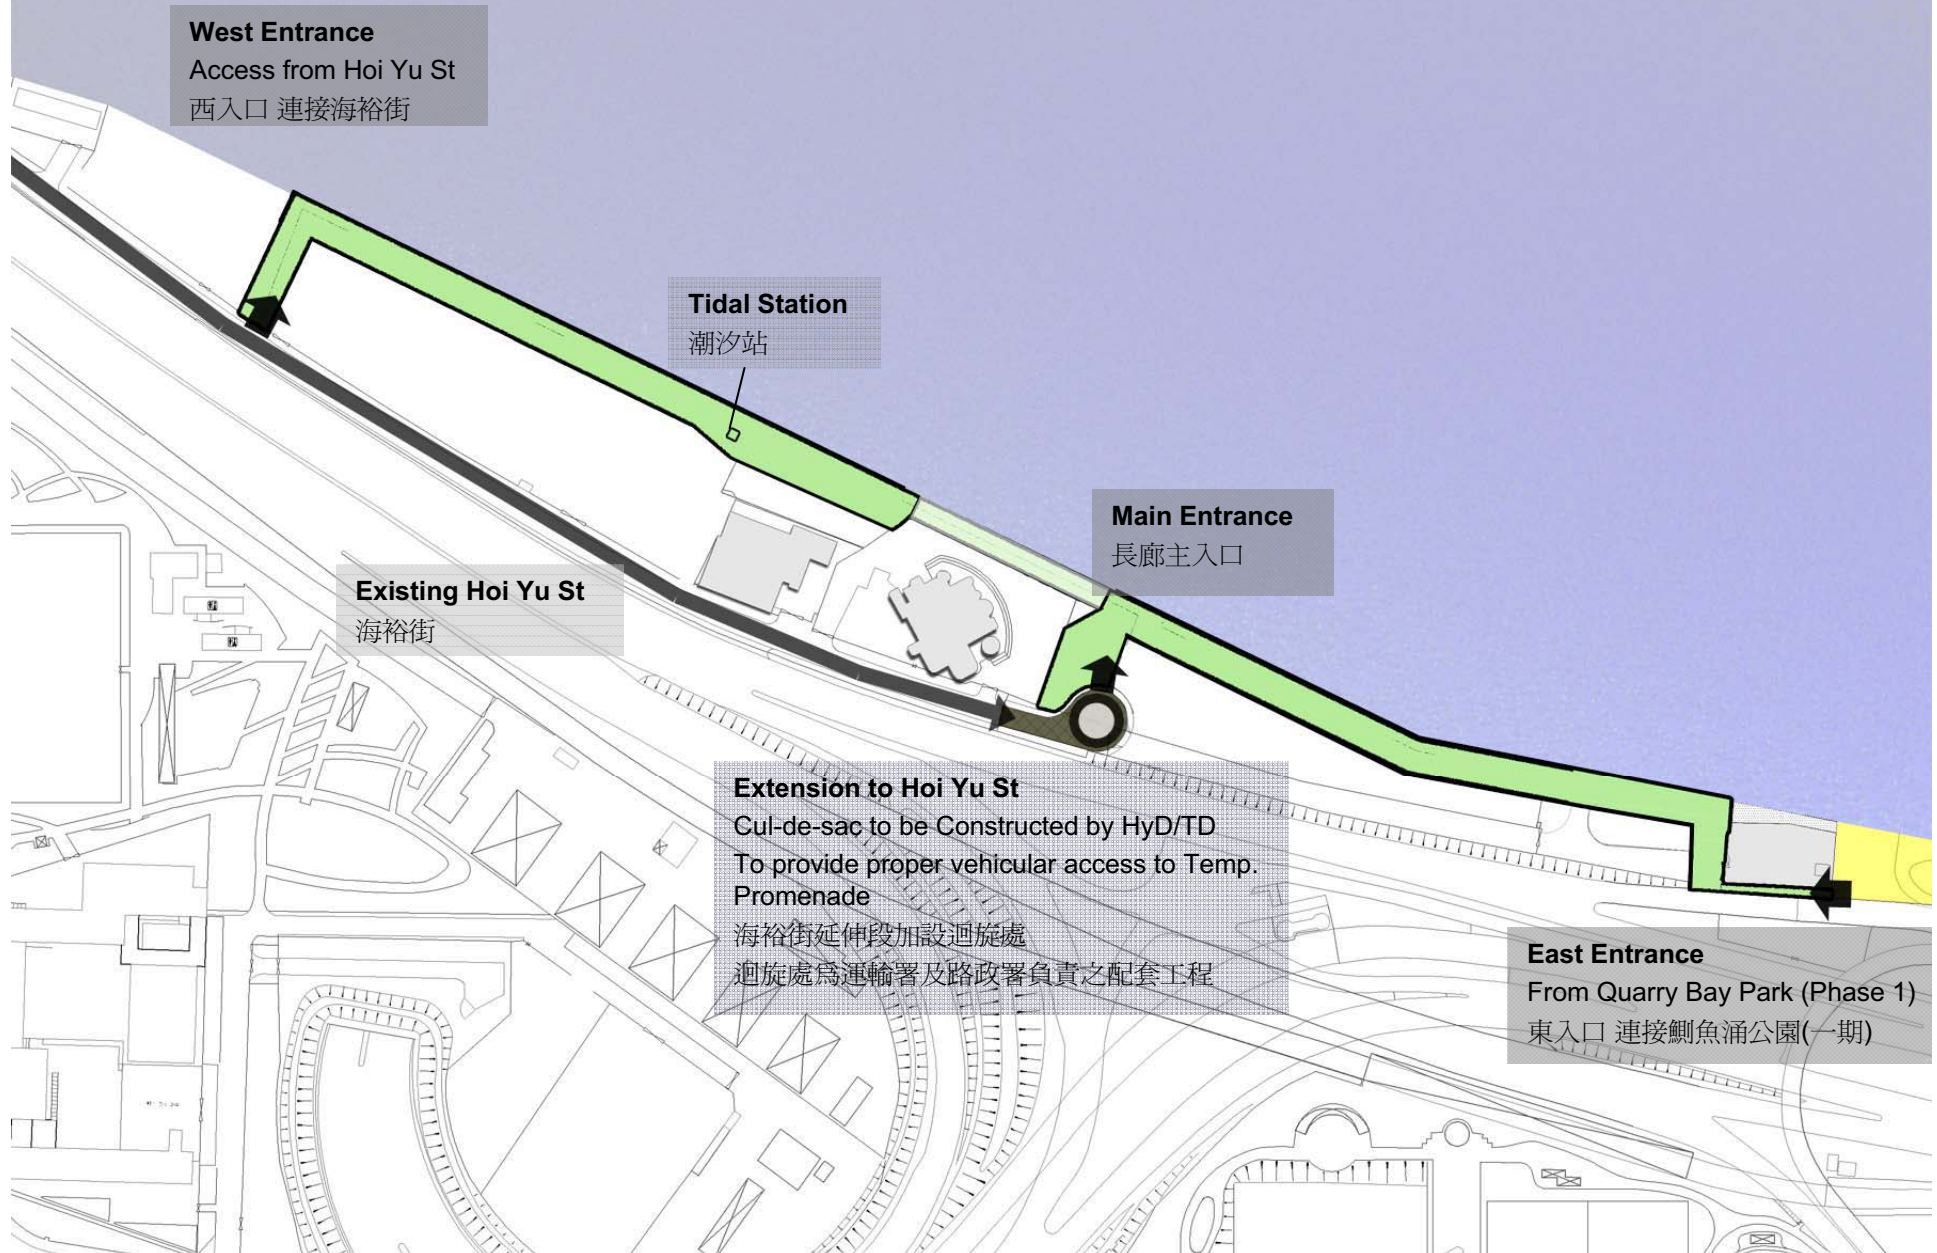 West Entrance
Access from Hoi Yu St
西入口 連接海裕街
Tidal Station
潮汐站
Main Entrance
長廊主入口
Existing Hoi Yu St
海裕街
Extension to Hoi Yu St
Cul-de-sac to be Constructed by HyD/TD
To provide proper vehicular access to Temp.
Promenade
海裕街延伸段加設迴旋處
迴旋處爲運輸署及路政署負責之配套工程
East Entrance
From Quarry Bay Park (Phase 1)
東入口 連接鰂魚涌公園(一期)